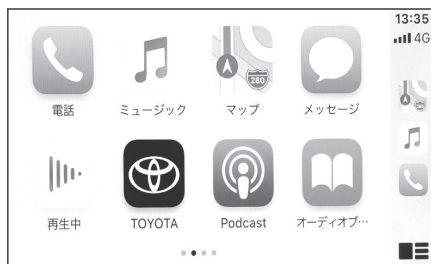 13:35
4G
280
電話
ミュージック
マップ
メッセージ
再生中
TOYOTA
Podcast
オーディオブ…